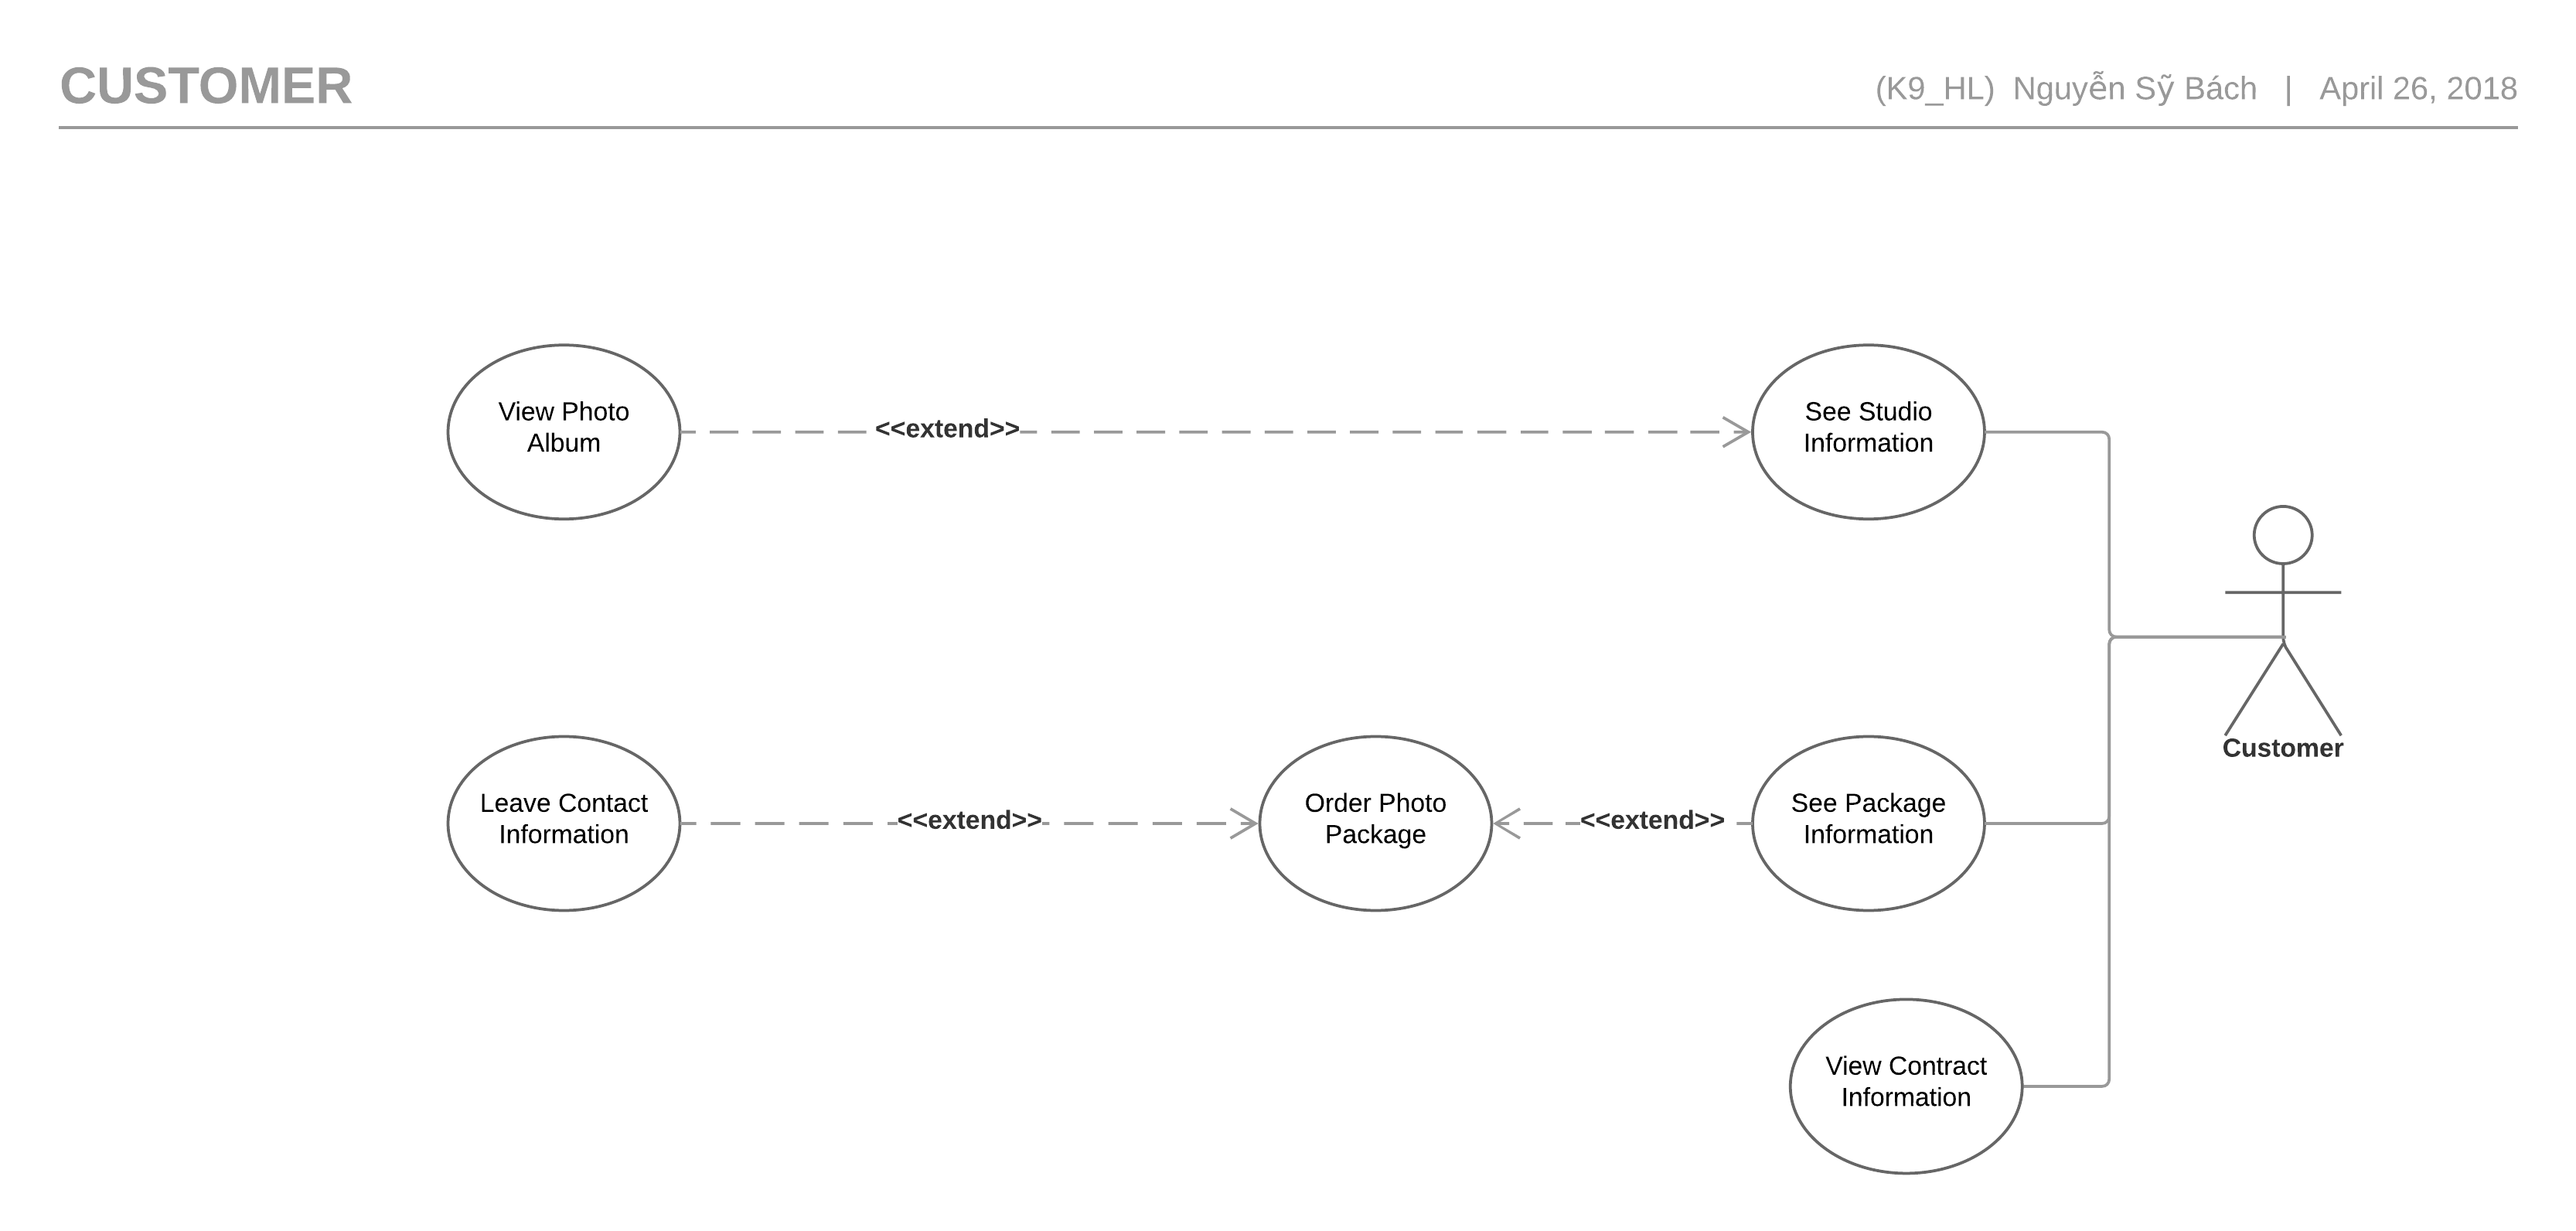 CUSTOMER
(K9_HL) Nguyễn Sỹ Bách | April 26, 2018
View Photo
Album
<<extend>>
See Studio
Information
Customer
Leave Contact
Information
<<extend>>
Order Photo
Package
<<extend>>
See Package
Information
View Contract
Information